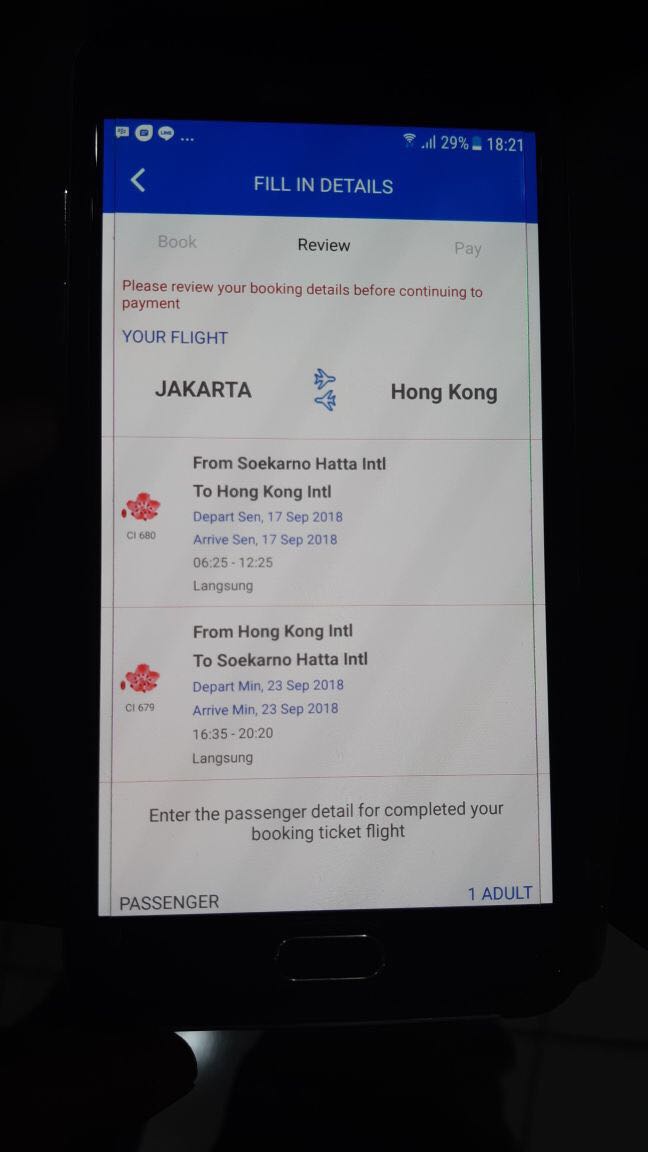 LINE ... 29% 18:21
FILL IN DETAILS
Book Review Pay
Please review your booking details before continuing to
payment
YOUR FLIGHT
JAKARTA Hong Kong
From Soekarno Hatta Intl
To Hong Kong Intl
Depart Sen, 17 Sep 2018
CI 680
Arrive Sen, 17 Sep 2018
06:25 - 12:25
Langsung
From Hong Kong Intl
To Soekarno Hatta Intl
Depart Min, 23 Sep 2018
CI 679
Arrive Min, 23 Sep 2018
16:35 - 20:20
Langsung
Enter the passenger detail for completed your
booking ticket flight
PASSENGER 1 ADULT